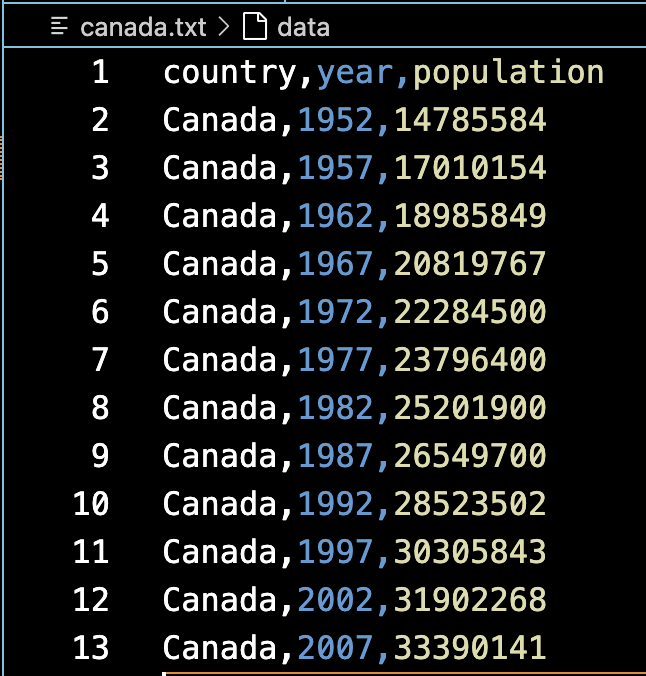 canada.txt > data
1 country,year,population
2 Canada,1952,14785584
3 Canada,1957,17010154
4 Canada,1962,18985849
5 Canada,1967,20819767
6 Canada,1972,22284500
7 Canada,1977,23796400
8 Canada,1982,25201900
9 Canada,1987,26549700
10 Canada,1992,28523502
11 Canada,1997,30305843
12 Canada,2002,31902268
13 Canada,2007,33390141